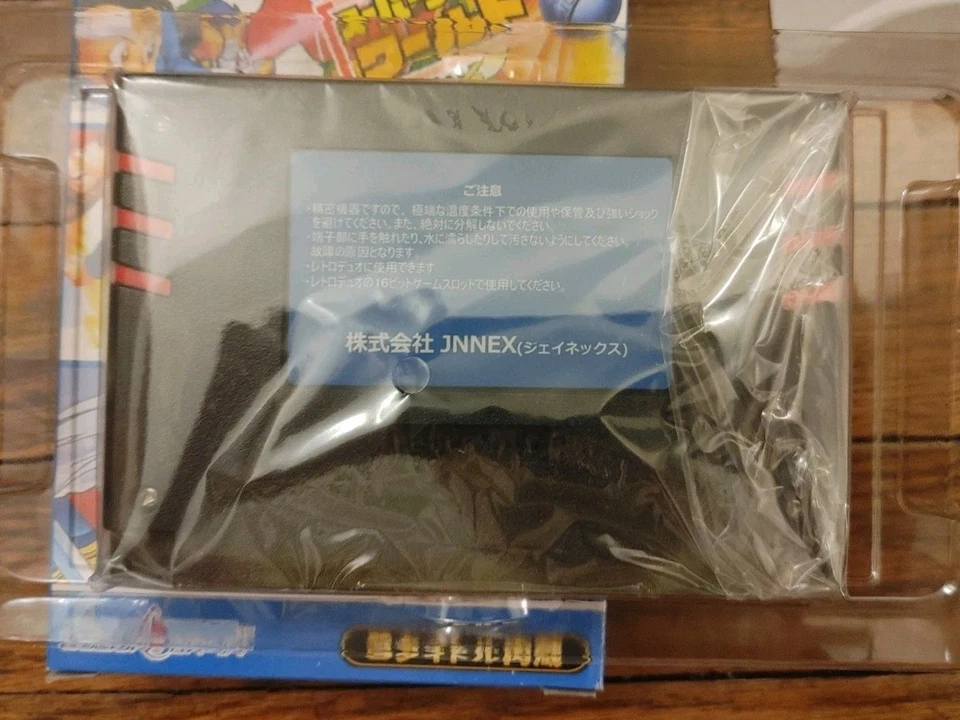 ワールド
ご注意
・精密機器ですので、極端な温度条件下での使用や保管及び強いショック
を避けてください。また、絶対に分解しないでください。
・端子部に手を触れたり、水に濡らしたりして汚さないようにしてください。
故障の原因となります。
・レトロデュオに使用できます
・レトロデュオの16ビットゲームスロットで使用してください。
株式会社 JNNEX(ジェイネックス)